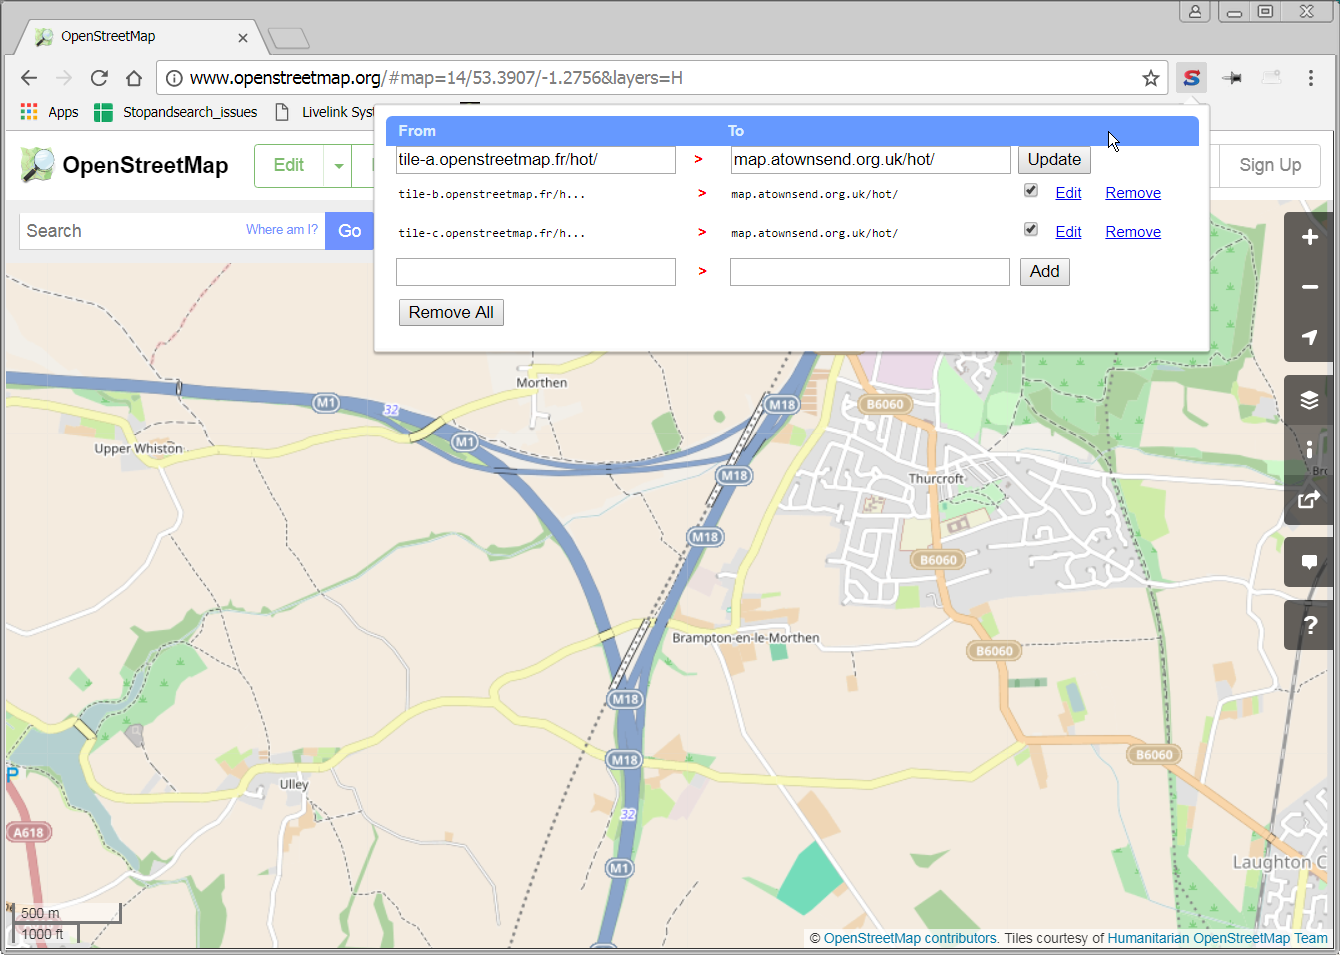 OpenStreetMap
www.openstreetmap.org/#map=14/53.3907/-1.2756&layers=H
Apps
Stopandsearch_issues
Livelink Sys
From
To
tile-a.openstreetmap.fr/hot/
>
map.atownsend.org.uk/hot/
Update
tile-b.openstreetmap.fr/h...
>
map.atownsend.org.uk/hot/
Edit
Remove
tile-c.openstreetmap.fr/h...
>
map.atownsend.org.uk/hot/
Edit
Remove
>
Add
Remove All
OpenStreetMap
Edit
Sign Up
Search
Where am I?
Go
Morthen
M1
32
M18
B6060
M1
Upper Whiston
M18
Thurcroft
M18
B6060
Brampton-en-le-Morthen
B6060
M18
B6060
M18
P
Ulley
32
A618
M1
Laughton C
500 m
1000 ft
© OpenStreetMap contributors. Tiles courtesy of Humanitarian OpenStreetMap Team